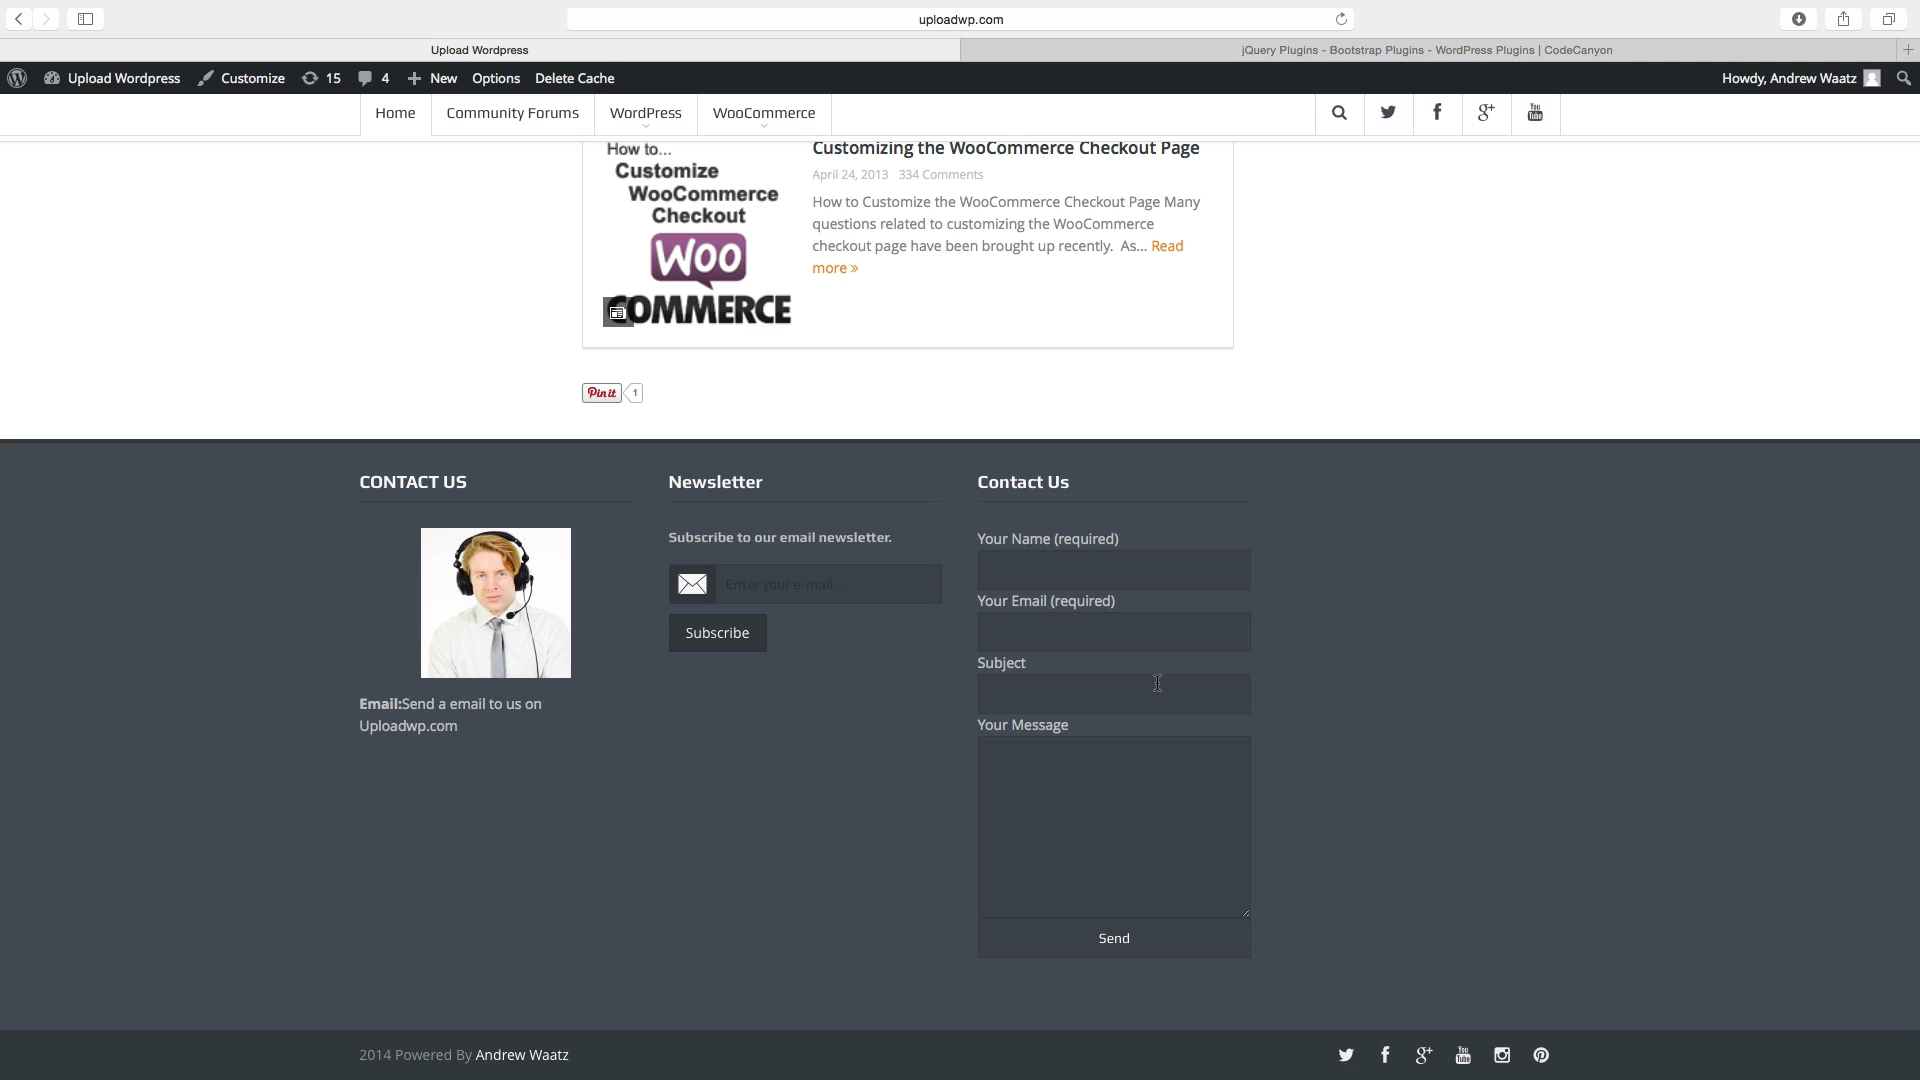 uploadwp.com
Upload Wordpress
jQuery Plugins - Bootstrap Plugins - WordPress Plugins | CodeCanyon
Upload Wordpress Customize 15 4 New Options Delete Cache
Howdy, Andrew Waatz
Home Community Forums WordPress WooCommerce
g+ You Tube
How to...
Customize
WooCommerce
Checkout
WOO
COMMERCE
Customizing the WooCommerce Checkout Page
April 24, 2013 334 Comments
How to Customize the WooCommerce Checkout Page Many
questions related to customizing the WooCommerce
checkout page have been brought up recently. As... Read
more »
Pin it 1
CONTACT US
Email:Send a email to us on
Uploadwp.com
Newsletter
Subscribe to our email newsletter.
Enter your e-mail ..
Subscribe
Contact Us
Your Name (required)
Your Email (required)
Subject
Your Message
Send
2014 Powered By Andrew Waatz
g+ You Tube